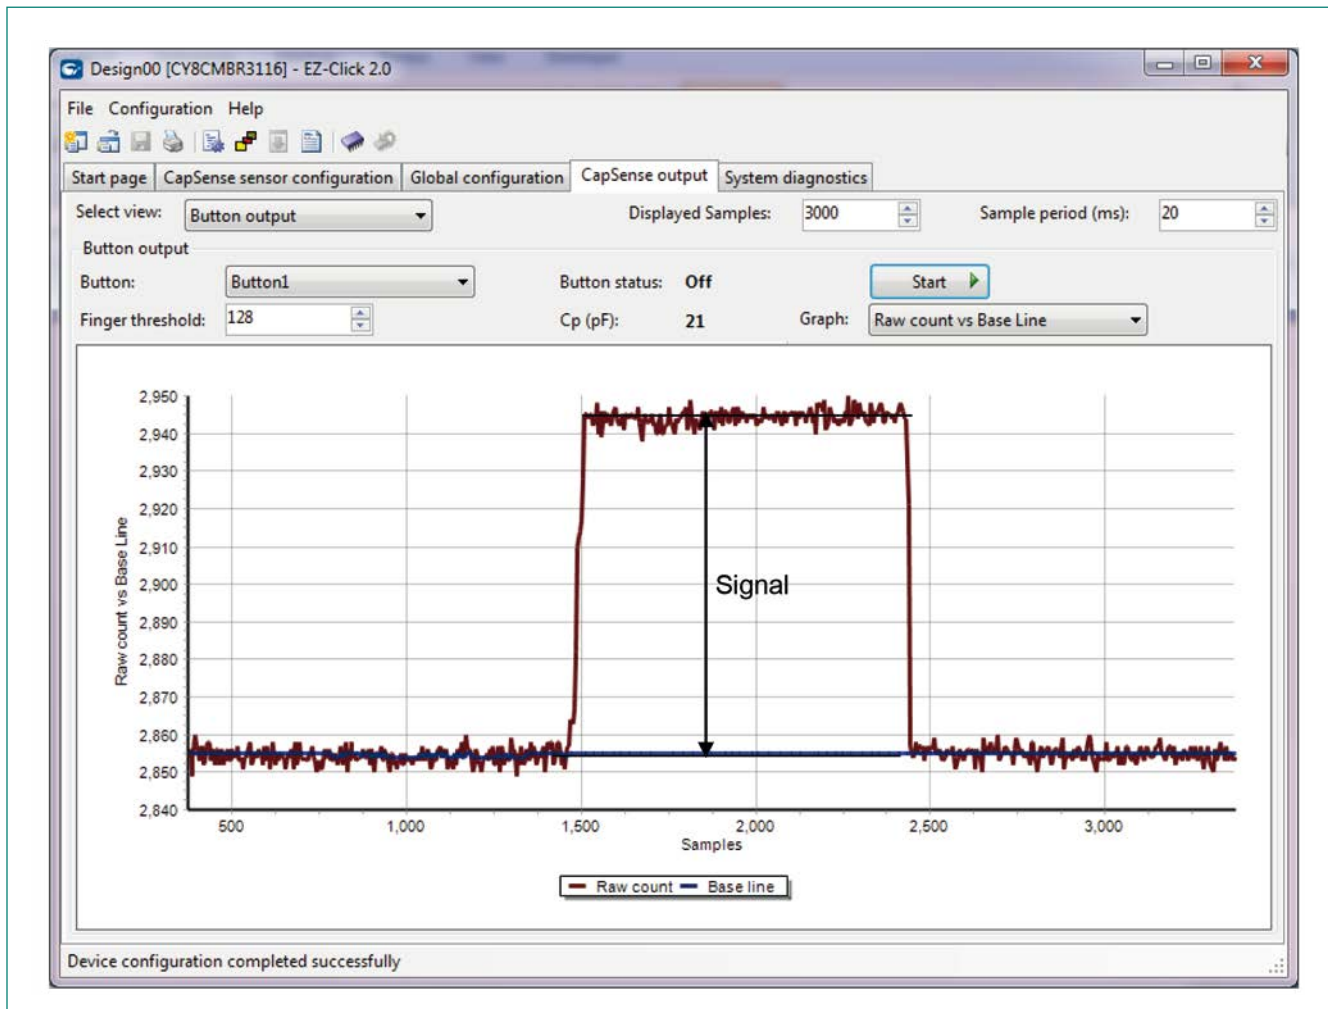 Design00 [CY8CMBR3116] - EZ-Click 2.0
File Configuration Help
Start page CapSense sensor configuration Global configuration CapSense output System diagnostics
Select view: Button output Displayed Samples: 3000 Sample period (ms): 20
Button output
Button: Button1 Button status: Off Start
Finger threshold: 128 Cp (pF): 21 Graph: Raw count vs Base Line
2,950
2,940
2,930
2,920
2,910
2,900
2,890
2,880
2,870
2,860
2,850
2,840
Raw count vs Base Line
Signal
500 1,000 1,500 2,000 2,500 3,000
Samples
Raw count Base line
Device configuration completed successfully